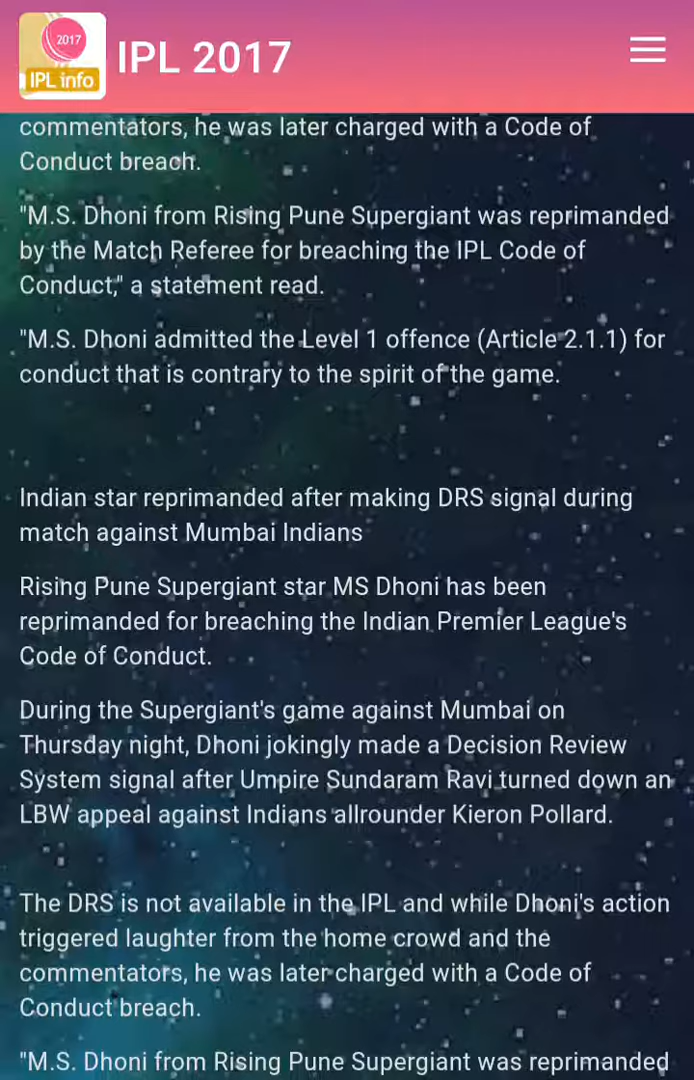 2017
IPL info
IPL 2017
commentators, he was later charged with a Code of
Conduct breach.
"M.S. Dhoni from Rising Pune Supergiant was reprimanded
by the Match Referee for breaching the IPL Code of
Conduct," a statement read.
"M.S. Dhoni admitted the Level 1 offence (Article 2.1.1) for
conduct that is contrary to the spirit of the game.
Indian star reprimanded after making DRS signal during
match against Mumbai Indians
Rising Pune Supergiant star MS Dhoni has been
reprimanded for breaching the Indian Premier League's
Code of Conduct.
During the Supergiant's game against Mumbai on
Thursday night, Dhoni jokingly made a Decision Review
System signal after Umpire Sundaram Ravi turned down an
LBW appeal against Indians allrounder Kieron Pollard.
The DRS is not available in the IPL and while Dhoni's action
triggered laughter from the home crowd and the
commentators, he was later charged with a Code of
Conduct breach.
"M.S. Dhoni from Rising Pune Supergiant was reprimanded